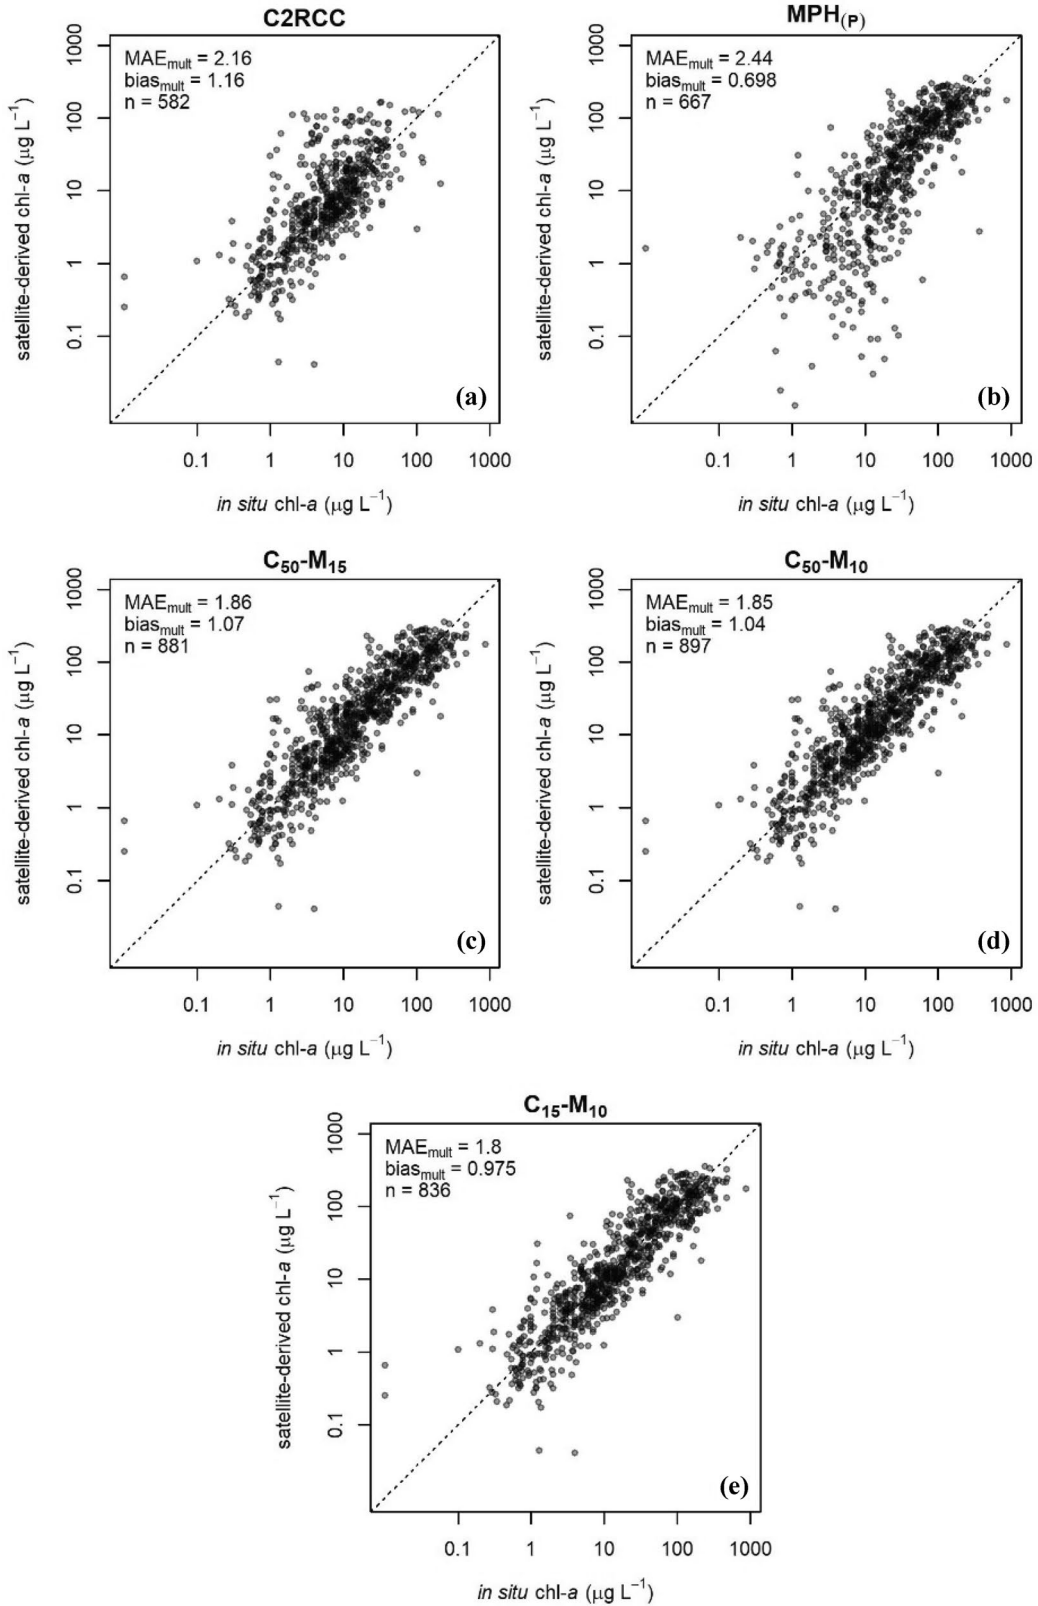 C2RCC
MAEmult = 2.16
biasmult = 1.16
n = 582
satellite-derived chl-a (μg L−1)
0.1 1 10 100 1000
(a)
0.1 1 10 100 1000
in situ chl-a (μg L−1)
MPH(P)
MAEmult = 2.44
biasmult = 0.698
n = 667
satellite-derived chl-a (μg L−1)
0.1 1 10 100 1000
(b)
0.1 1 10 100 1000
in situ chl-a (μg L−1)
C50-M15
MAEmult = 1.86
biasmult = 1.07
n = 881
satellite-derived chl-a (μg L−1)
0.1 1 10 100 1000
(c)
0.1 1 10 100 1000
in situ chl-a (μg L−1)
C50-M10
MAEmult = 1.85
biasmult = 1.04
n = 897
satellite-derived chl-a (μg L−1)
0.1 1 10 100 1000
(d)
0.1 1 10 100 1000
in situ chl-a (μg L−1)
C15-M10
MAEmult = 1.8
biasmult = 0.975
n = 836
satellite-derived chl-a (μg L−1)
0.1 1 10 100 1000
(e)
0.1 1 10 100 1000
in situ chl-a (μg L−1)